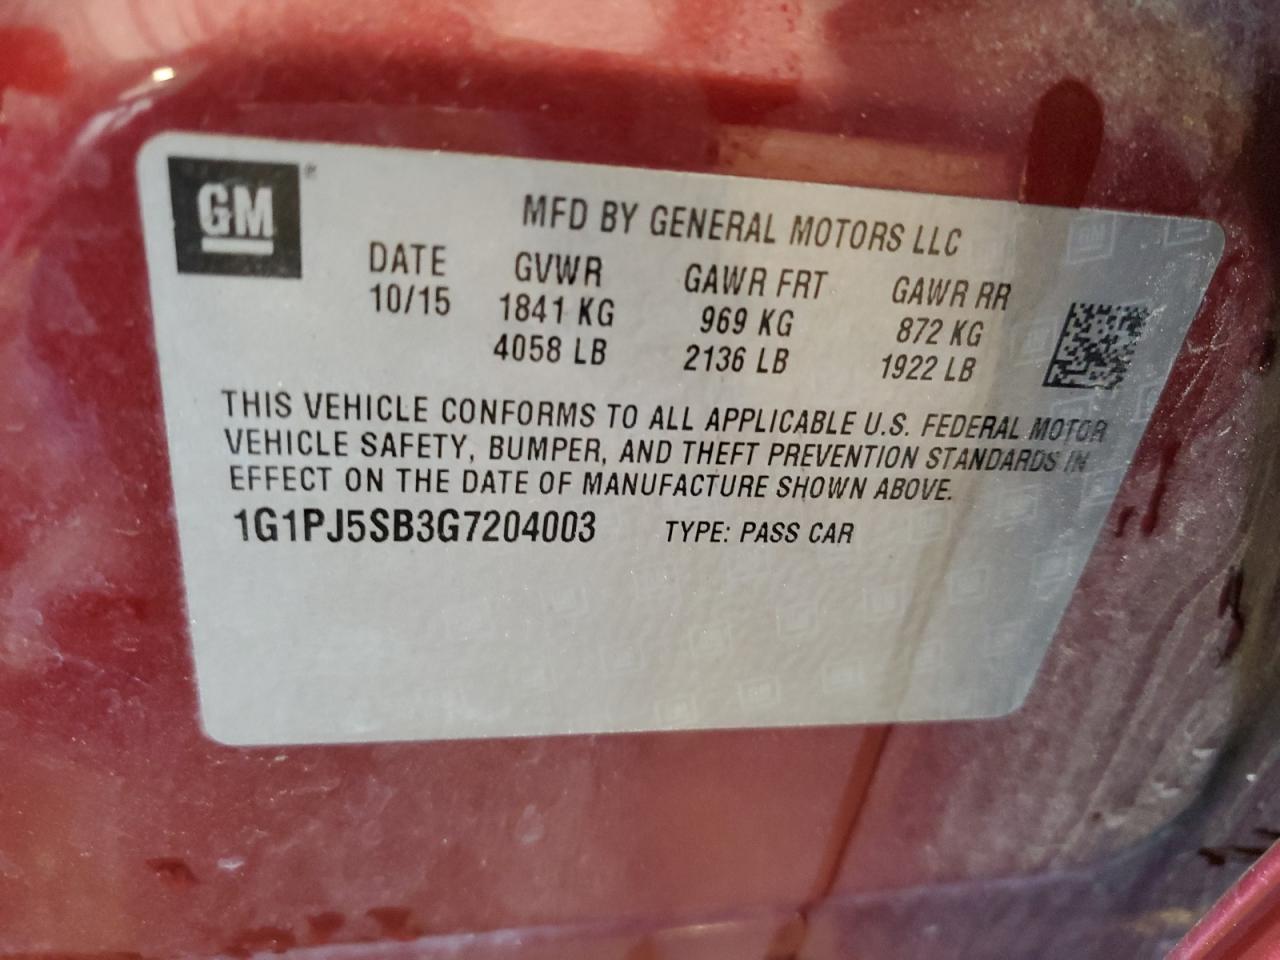 GM
MFD BY GENERAL MOTORS LLC
DATE GVWR GAWR FRT GAWR RR
10/15 1841 KG 969 KG 872 KG
4058 LB 2136 LB 1922 LB
THIS VEHICLE CONFORMS TO ALL APPLICABLE U.S. FEDERAL MOTOR
VEHICLE SAFETY, BUMPER, AND THEFT PREVENTION STANDARDS IN
EFFECT ON THE DATE OF MANUFACTURE SHOWN ABOVE.
1G1PJ5SB3G7204003 TYPE: PASS CAR